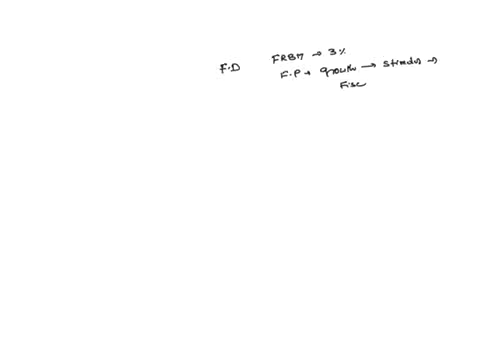 FRBM → 3%
F.D
F.P + growth → stimulus →
Fisc